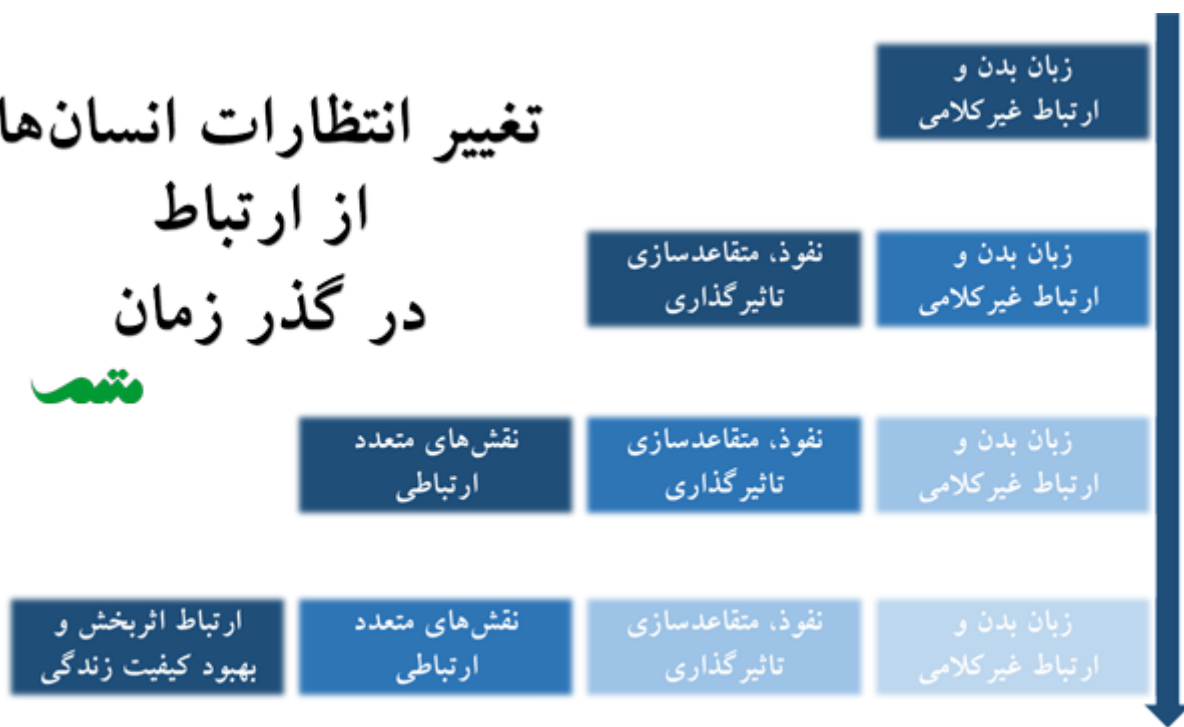 تغییر انتظارات انسان‌ها
از ارتباط
در گذر زمان
متمم
زبان بدن و
ارتباط غیرکلامی
زبان بدن و
ارتباط غیرکلامی
نفوذ، متقاعدسازی
تاثیرگذاری
زبان بدن و
ارتباط غیرکلامی
نفوذ، متقاعدسازی
تاثیرگذاری
نقش‌های متعدد
ارتباطی
زبان بدن و
ارتباط غیرکلامی
نفوذ، متقاعدسازی
تاثیرگذاری
نقش‌های متعدد
ارتباطی
ارتباط اثربخش و
بهبود کیفیت زندگی